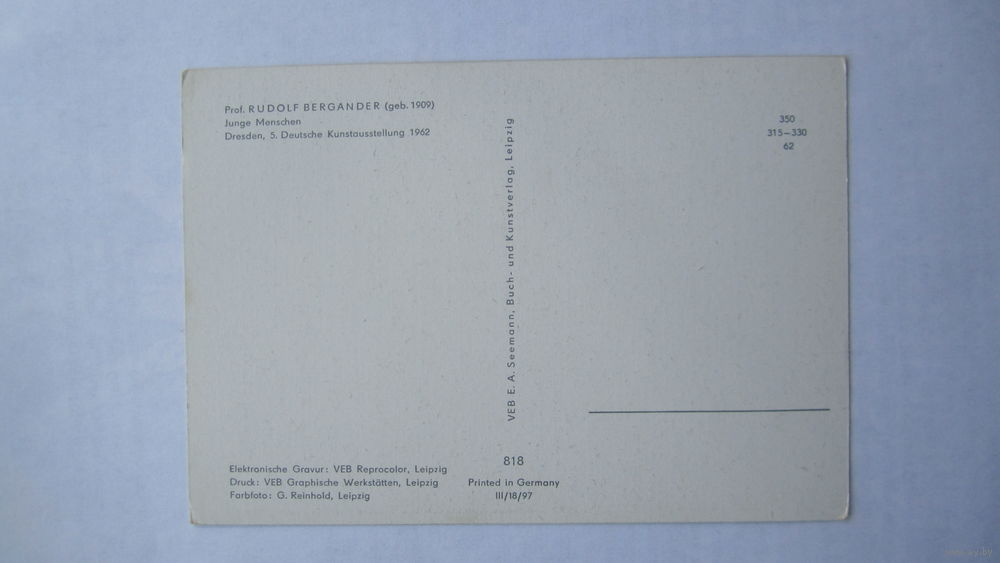 Prof. RUDOLF BERGANDER (geb. 1909)
Junge Menschen
Dresden, 5. Deutsche Kunstausstellung 1962
350
315–330
62
VEB E. A. Seemann, Buch- und Kunstverlag, Leipzig
818
Elektronische Gravur: VEB Reprocolor, Leipzig
Druck: VEB Graphische Werkstätten, Leipzig
Farbfoto: G. Reinhold, Leipzig
Printed in Germany
III/18/97